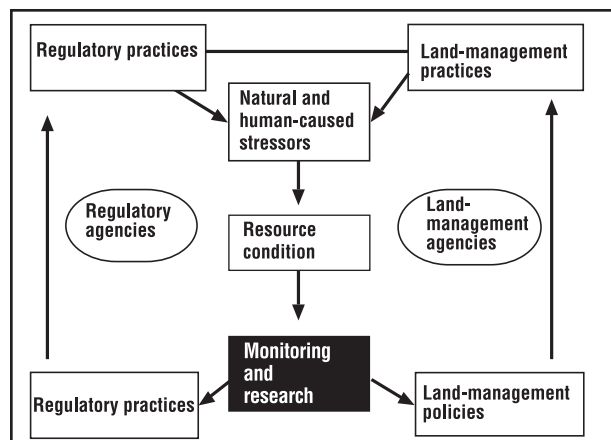 Regulatory practices
Land-management
practices
Natural and
human-caused
stressors
Regulatory
agencies
Land-
management
agencies
Resource
condition
Monitoring
and
research
Regulatory practices
Land-management
policies